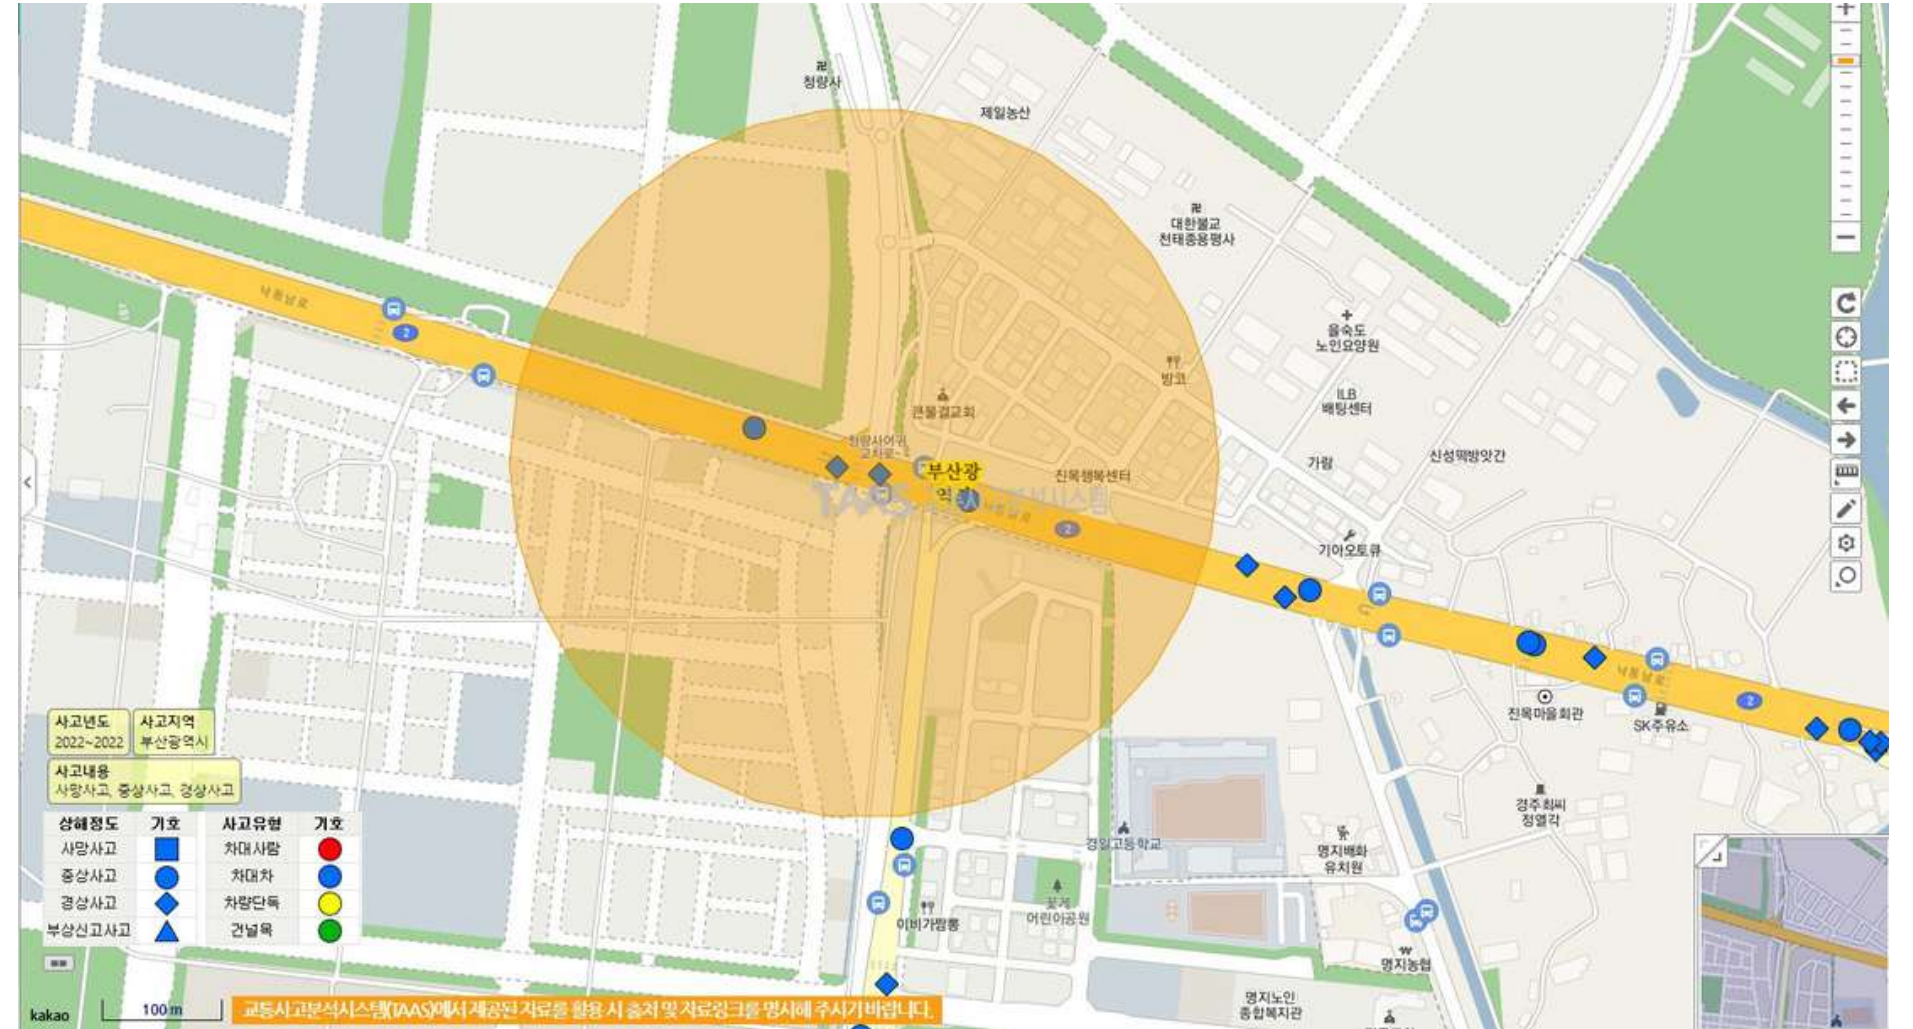 卍
청량사
제일농산
卍
대한불교
천태종용평사
낙동남로
2
을숙도
노인요양원
방코
ILB
배팅센터
큰물결교회
청량사어귀
교차로
가람
신성떡방앗간
부산광
역시
진목행복센터
TAAS
2
기아오토큐
낙동남로
2
진목마을회관
SK주유소
사고년도
2022~2022
사고지역
부산광역시
사고내용
사망사고, 중상사고, 경상사고
상해정도 기호 사고유형 기호
사망사고 차대사람
중상사고 차대차
경상사고 차량단독
부상신고사고 건널목
경주최씨
정열각
경일고등학교
명지배화
유치원
꽃게
어린이공원
이비가짬뽕
명지농협
명지노인
종합복지관
kakao
100 m
교통사고분석시스템(TAAS)에서 제공된 자료를 활용 시 출처 및 자료링크를 명시해 주시기 바랍니다.